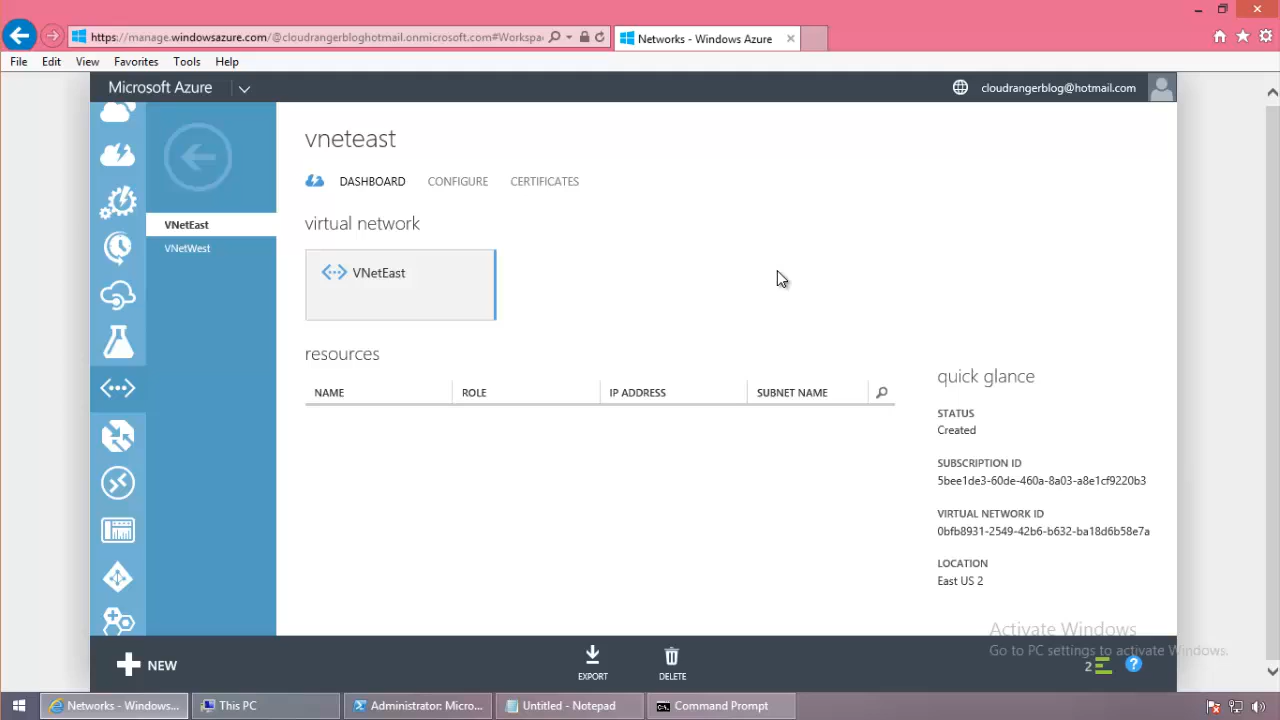 https://manage.windowsazure.com/@cloudrangerbloghotmail.onmicrosoft.com#Workspa
Networks - Windows Azure
File Edit View Favorites Tools Help
Microsoft Azure
cloudrangerblog@hotmail.com
vneteast
DASHBOARD CONFIGURE CERTIFICATES
VNetEast
VNetWest
virtual network
VNetEast
resources
NAME ROLE IP ADDRESS SUBNET NAME
quick glance
STATUS
Created
SUBSCRIPTION ID
5bee1de3-60de-460a-8a03-a8e1cf9220b3
VIRTUAL NETWORK ID
0bfb8931-2549-42b6-b632-ba18d6b58e7a
LOCATION
East US 2
Activate Windows
Go to PC settings to activate Windows.
NEW
EXPORT
DELETE
2
?
Networks - Windows... This PC Administrator: Micro... Untitled - Notepad Command Prompt